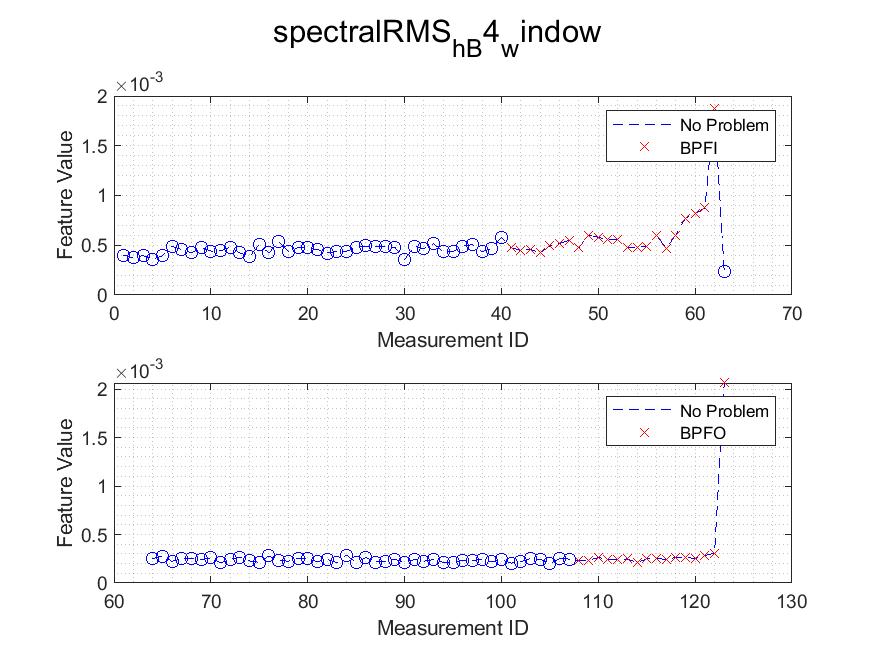 spectralRMS_hB4_window
×10^-3
2
1.5
1
0.5
0
Feature Value
No Problem
BPFI
0 10 20 30 40 50 60 70
Measurement ID
×10^-3
2
1.5
1
0.5
0
Feature Value
No Problem
BPFO
60 70 80 90 100 110 120 130
Measurement ID